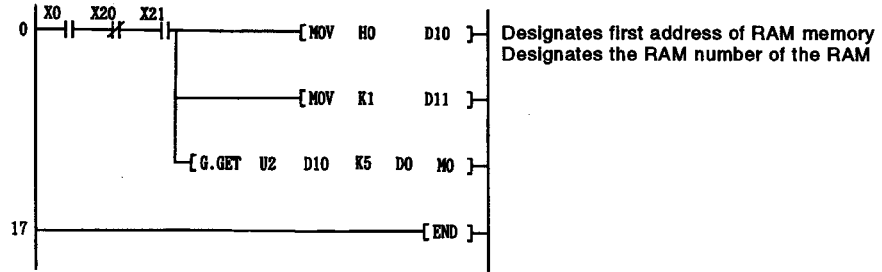 X0 X20 X21
0 [MOV H0 D10] Designates first address of RAM memory
Designates the RAM number of the RAM
[MOV K1 D11]
[G.GET U2 D10 K5 D0 M0]
17 [END]